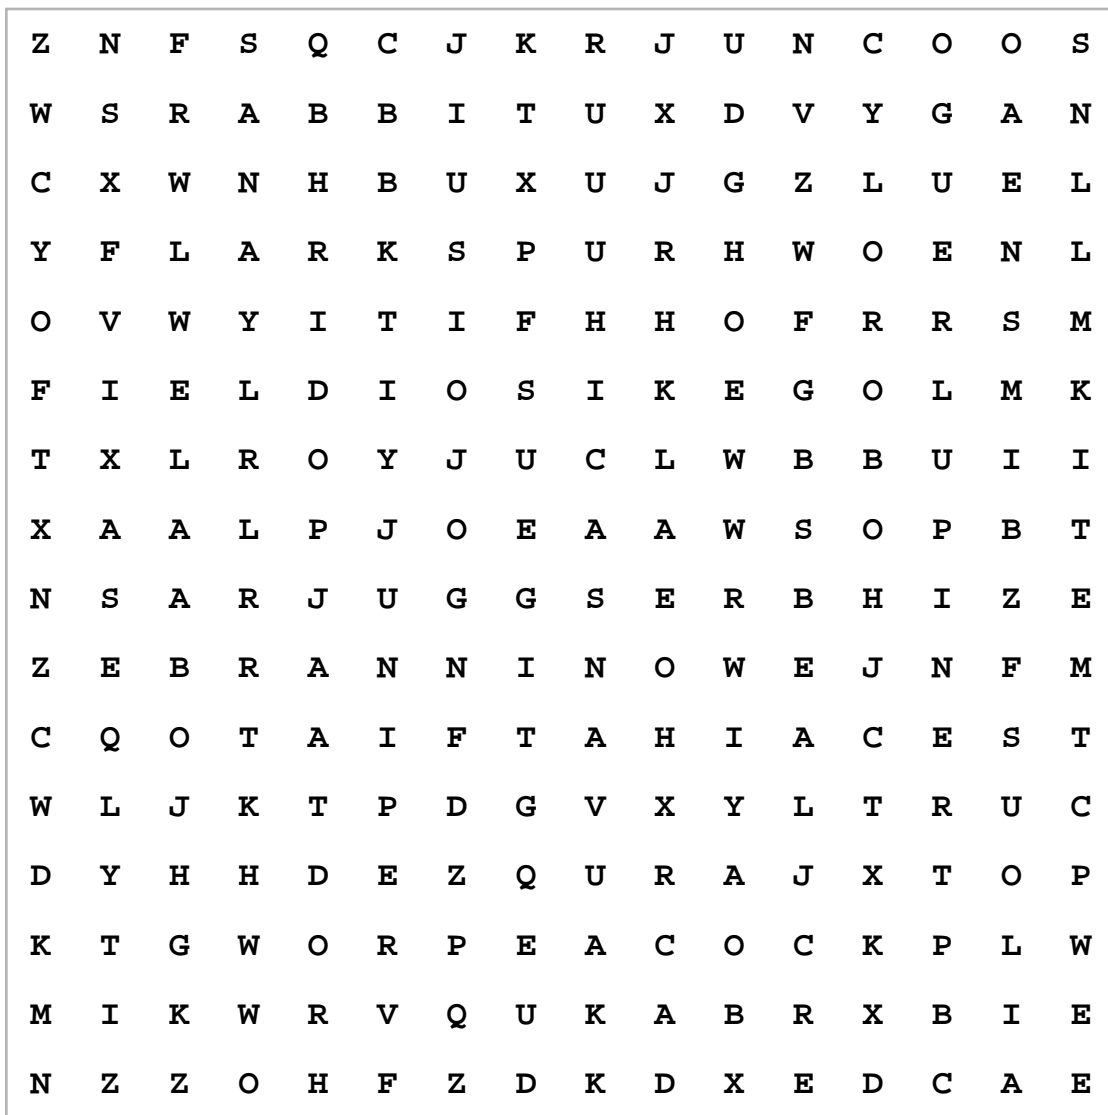 Z N F S Q C J K R J U N C O O S
W S R A B B I T U X D V Y G A N
C X W N H B U X U J G Z L U E L
Y F L A R K S P U R H W O E N L
O V W Y I T I F H H O F R R S M
F I E L D I O S I K E G O L M K
T X L R O Y J U C L W B B U I I
X A A L P J O E A A W S O P B T
N S A R J U G G S E R B H I Z E
Z E B R A N N I N O W E J N F M
C Q O T A I F T A H I A C E S T
W L J K T P D G V X Y L T R U C
D Y H H D E Z Q U R A J X T O P
K T G W O R P E A C O C K P L W
M I K W R V Q U K A B R X B I E
N Z Z O H F Z D K D X E D C A E